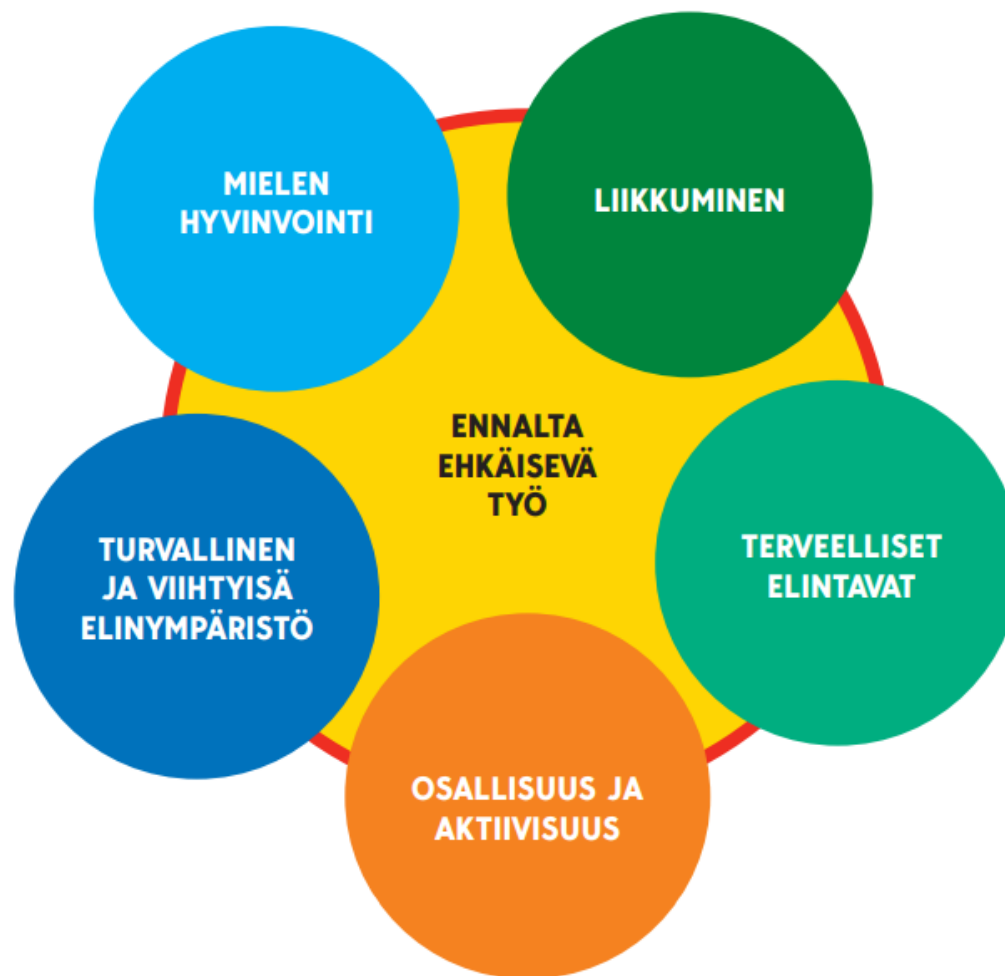 MIELEN
HYVINVOINTI
LIIKKUMINEN
ENNALTA
EHKÄISEVÄ
TYÖ
TURVALLINEN
JA VIIHTYISÄ
ELINYMPÄRISTÖ
TERVEELLISET
ELINTAVAT
OSALLISUUS JA
AKTIIVISUUS